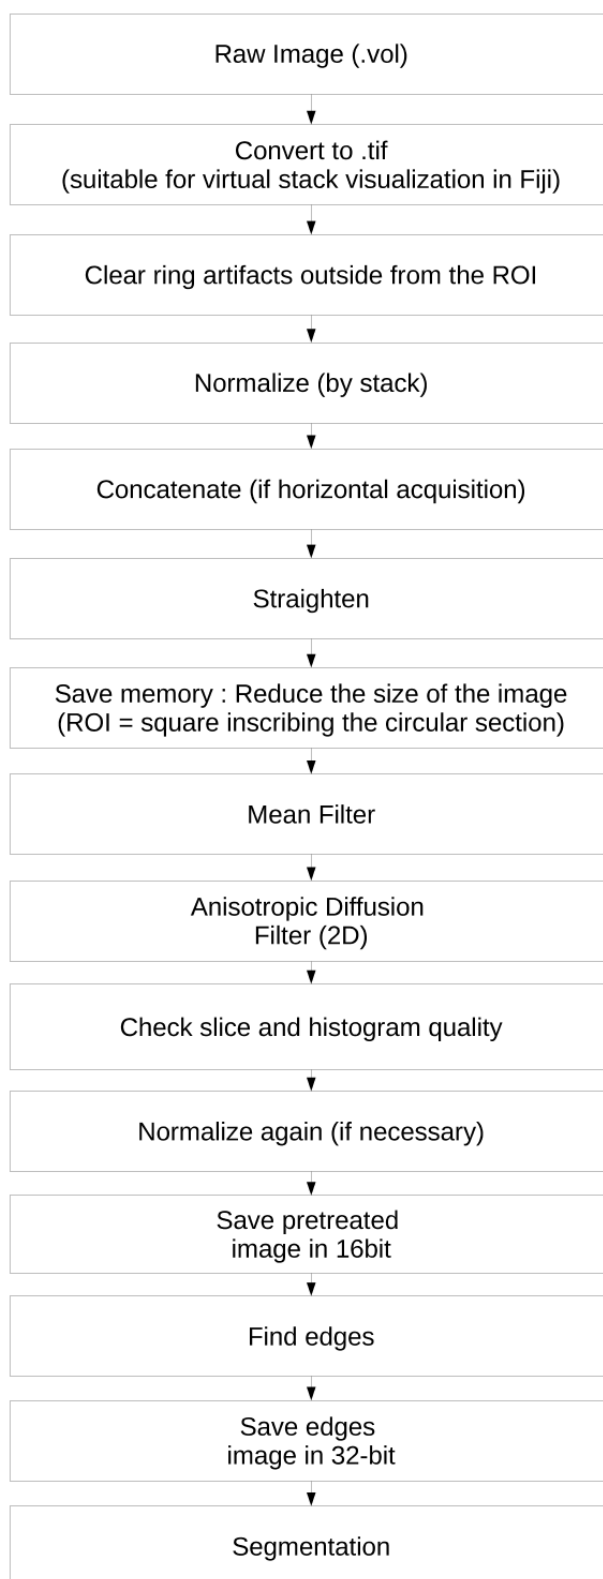 Raw Image (.vol)
Convert to .tif
(suitable for virtual stack visualization in Fiji)
Clear ring artifacts outside from the ROI
Normalize (by stack)
Concatenate (if horizontal acquisition)
Straighten
Save memory : Reduce the size of the image
(ROI = square inscribing the circular section)
Mean Filter
Anisotropic Diffusion
Filter (2D)
Check slice and histogram quality
Normalize again (if necessary)
Save pretreated
image in 16bit
Find edges
Save edges
image in 32-bit
Segmentation